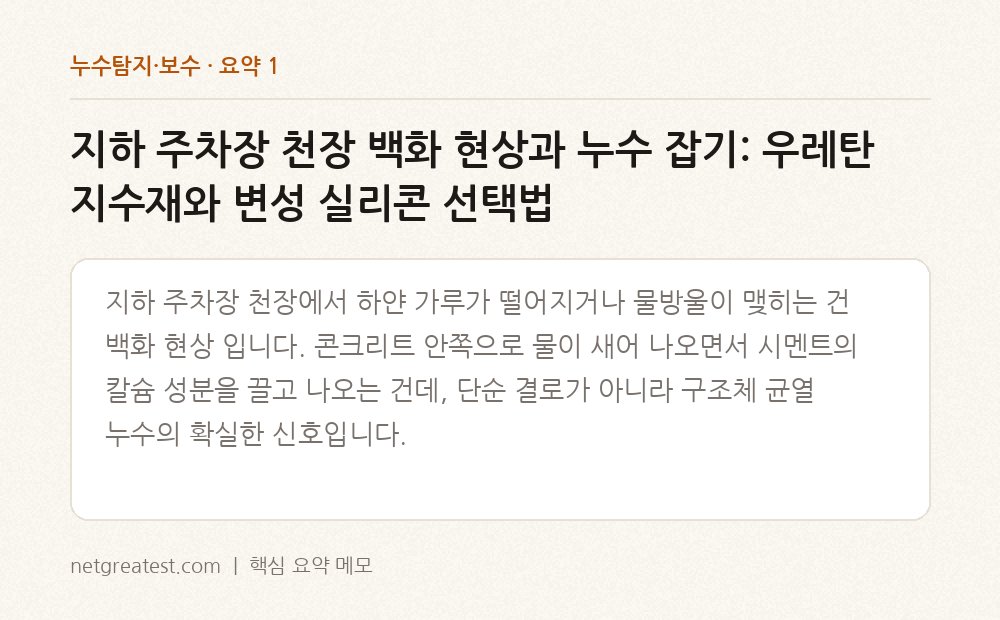 누수탐지·보수 · 요약 1
지하 주차장 천장 백화 현상과 누수 잡기: 우레탄
지수재와 변성 실리콘 선택법
지하 주차장 천장에서 하얀 가루가 떨어지거나 물방울이 맺히는 건
백화 현상 입니다. 콘크리트 안쪽으로 물이 새어 나오면서 시멘트의
칼슘 성분을 끌고 나오는 건데, 단순 결로가 아니라 구조체 균열
누수의 확실한 신호입니다.
netgreatest.com | 핵심 요약 메모